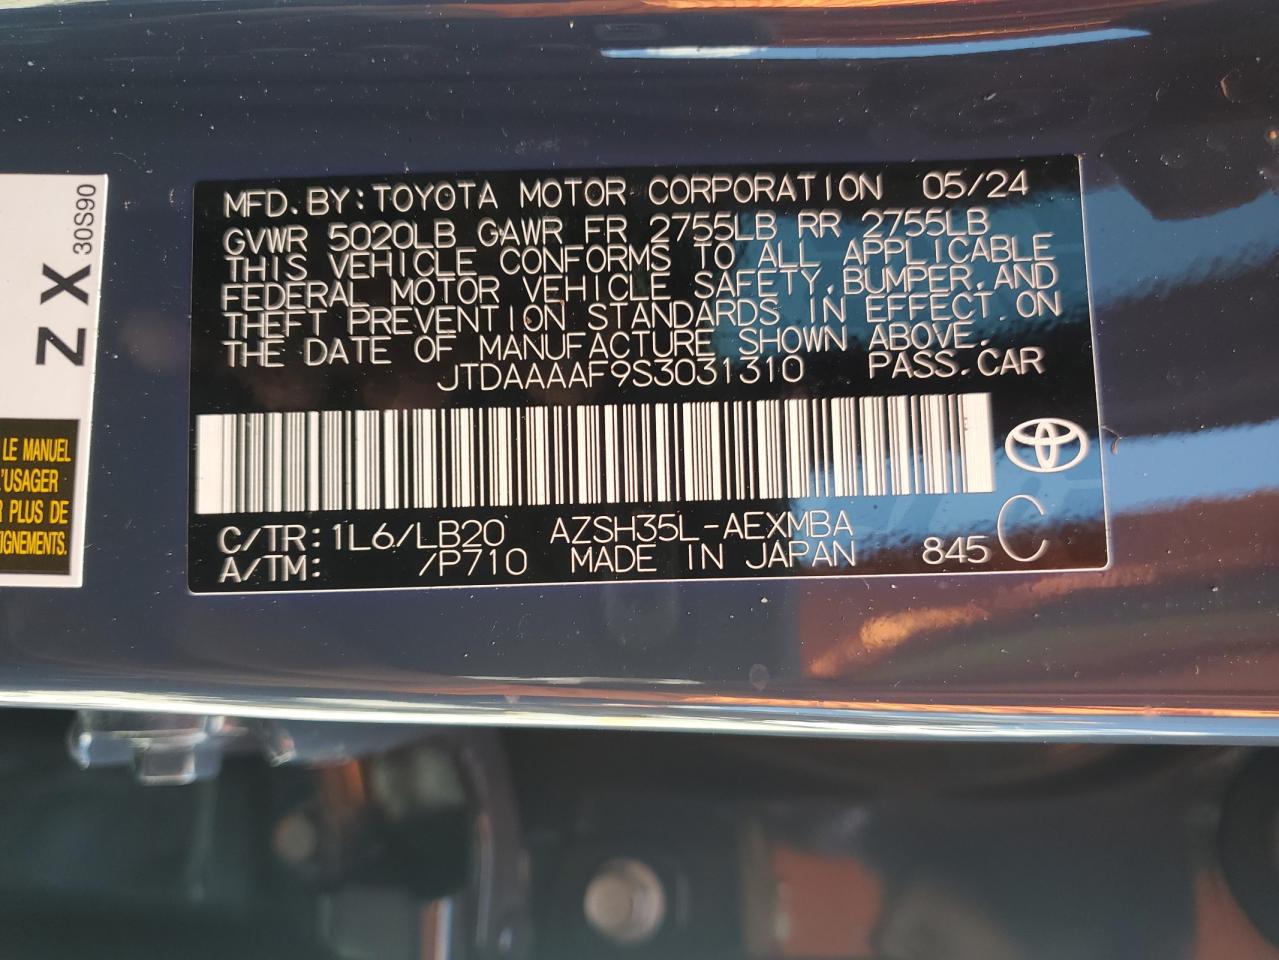 MFD. BY: TOYOTA MOTOR CORPORATION 05/24
GVWR 5020LB GAWR FR 2755LB RR 2755LB
THIS VEHICLE CONFORMS TO ALL APPLICABLE
FEDERAL MOTOR VEHICLE SAFETY, BUMPER, AND
THEFT PREVENTION STANDARDS IN EFFECT ON
THE DATE OF MANUFACTURE SHOWN ABOVE.
JTDAAAAF9S3031310 PASS. CAR
C/TR: 1L6/LB20 AZSH35L-AEXMBA
A/TM: /P710 MADE IN JAPAN 845 C
ZX 30S90
LE MANUEL
'USAGER
R PLUS DE
IGNEMENTS.